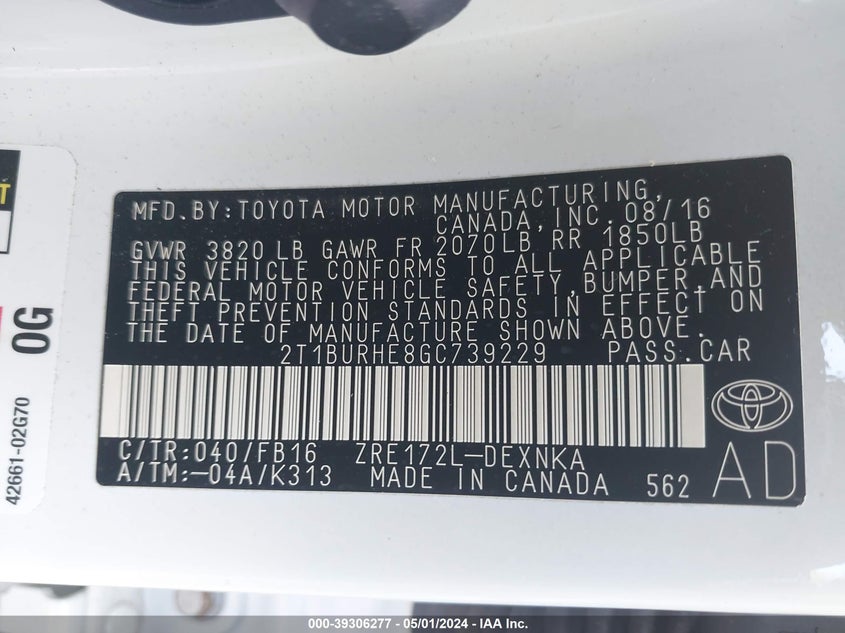 MFD.BY:TOYOTA MOTOR MANUFACTURING,
CANADA,INC.08/16
GVWR 3820 LB GAWR FR 2070LB,RR 1850LB
THIS VEHICLE CONFORMS TO ALL APPLICABLE
FEDERAL MOTOR VEHICLE SAFETY,BUMPER,AND
THEFT PREVENTION STANDARDS IN EFFECT ON
THE DATE OF MANUFACTURE SHOWN ABOVE.
2T1BURHE8GC739229 PASS.CAR
C/TR:040/FB16 ZRE172L-DEXNKA
A/TM:-04A/K313 MADE IN CANADA 562
AD
T
0G
42661-02G70
000-39306277 - 05/01/2024 - IAA Inc.